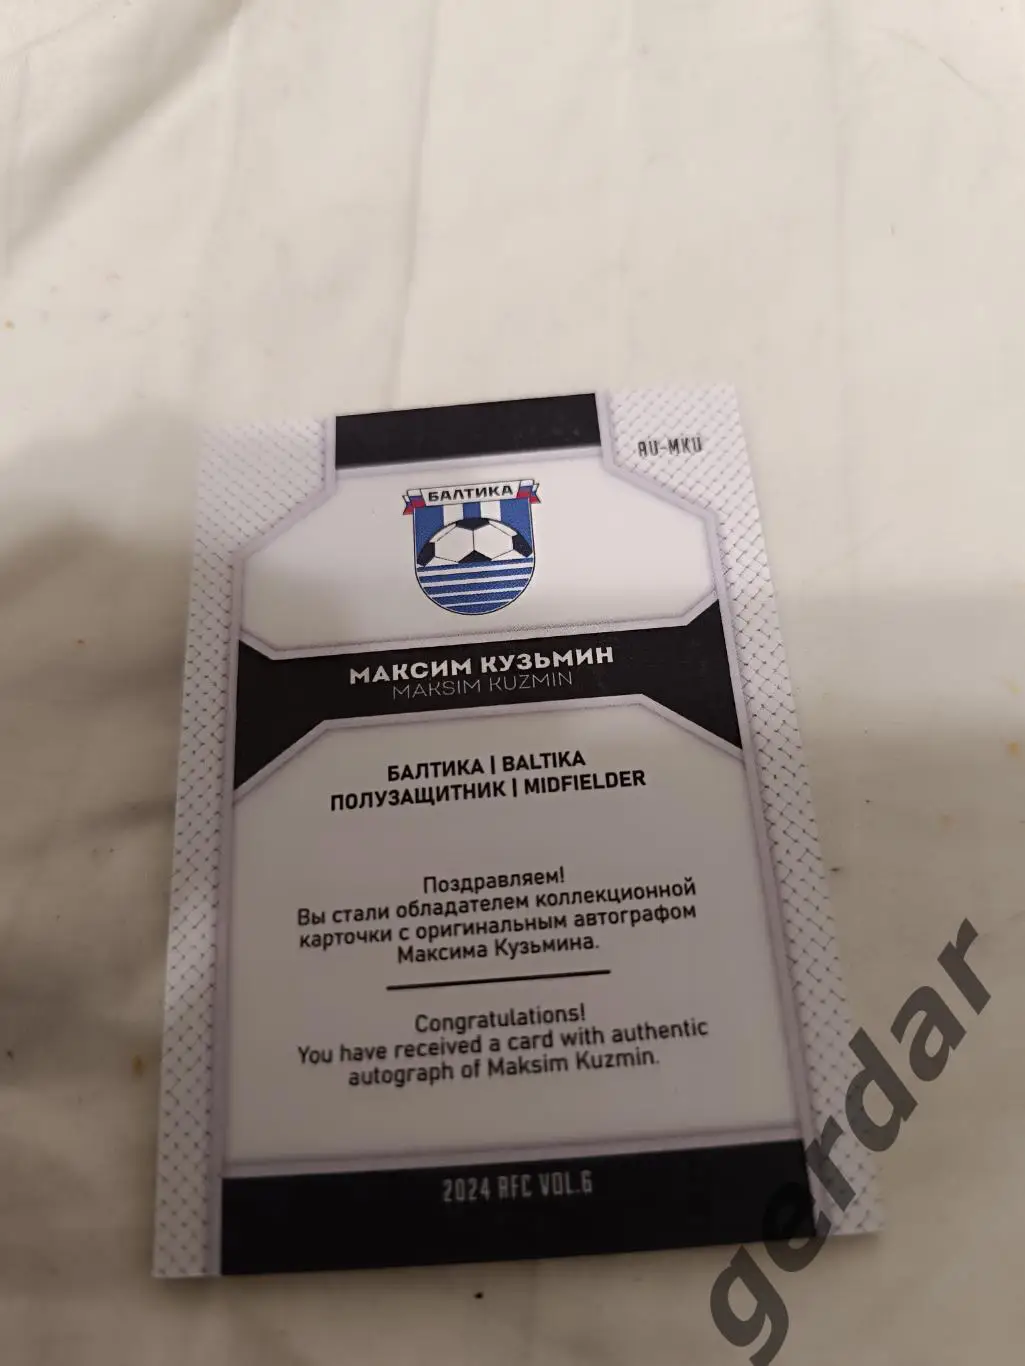 AU-MKU
БАЛТИКА
МАКСИМ КУЗЬМИН
MAKSIM KUZMIN
БАЛТИКА | BALTIKA
ПОЛУЗАЩИТНИК | MIDFIELDER
Поздравляем!
Вы стали обладателем коллекционной
карточки с оригинальным автографом
Максима Кузьмина.
Congratulations!
You have received a card with authentic
autograph of Maksim Kuzmin.
2024 RFC VOL.6
gerdar